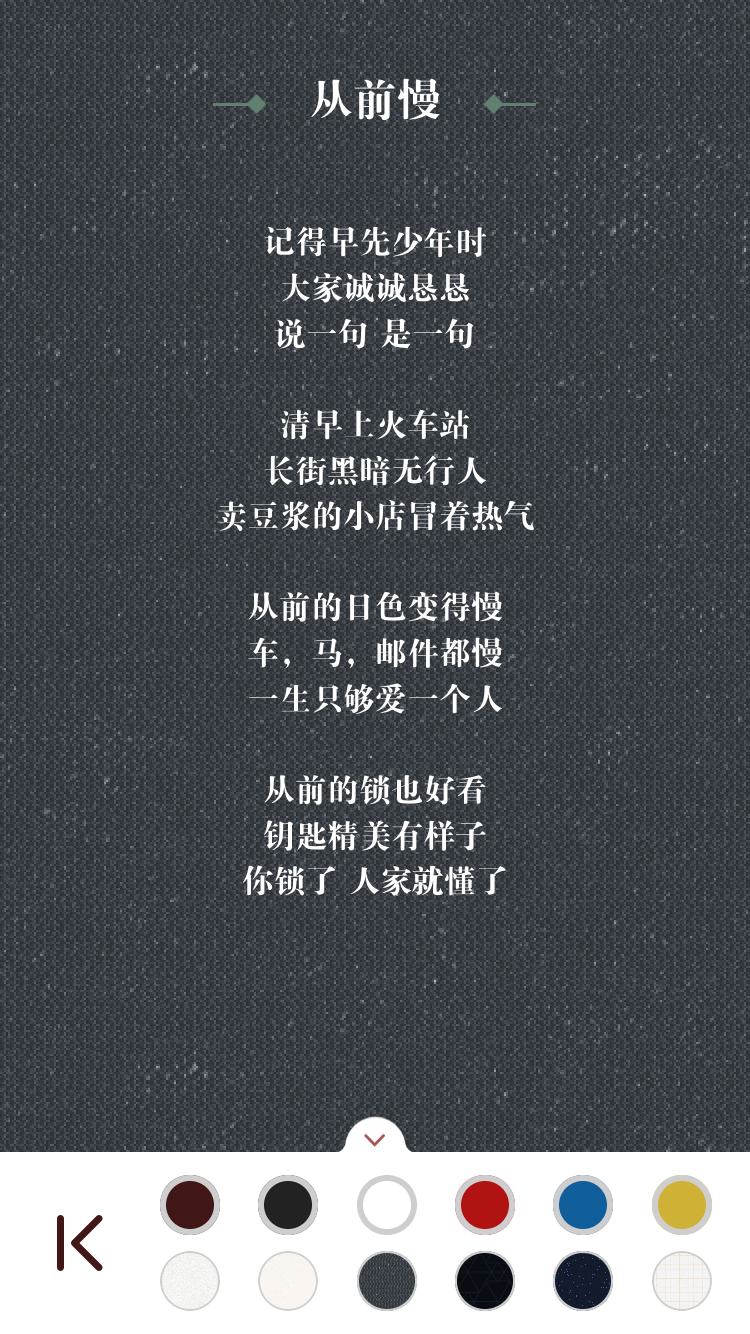 从前慢
记得早先少年时
大家诚诚恳恳
说一句 是一句
清早上火车站
长街黑暗无行人
卖豆浆的小店冒着热气
从前的日色变得慢
车，马，邮件都慢
一生只够爱一个人
从前的锁也好看
钥匙精美有样子
你锁了 人家就懂了